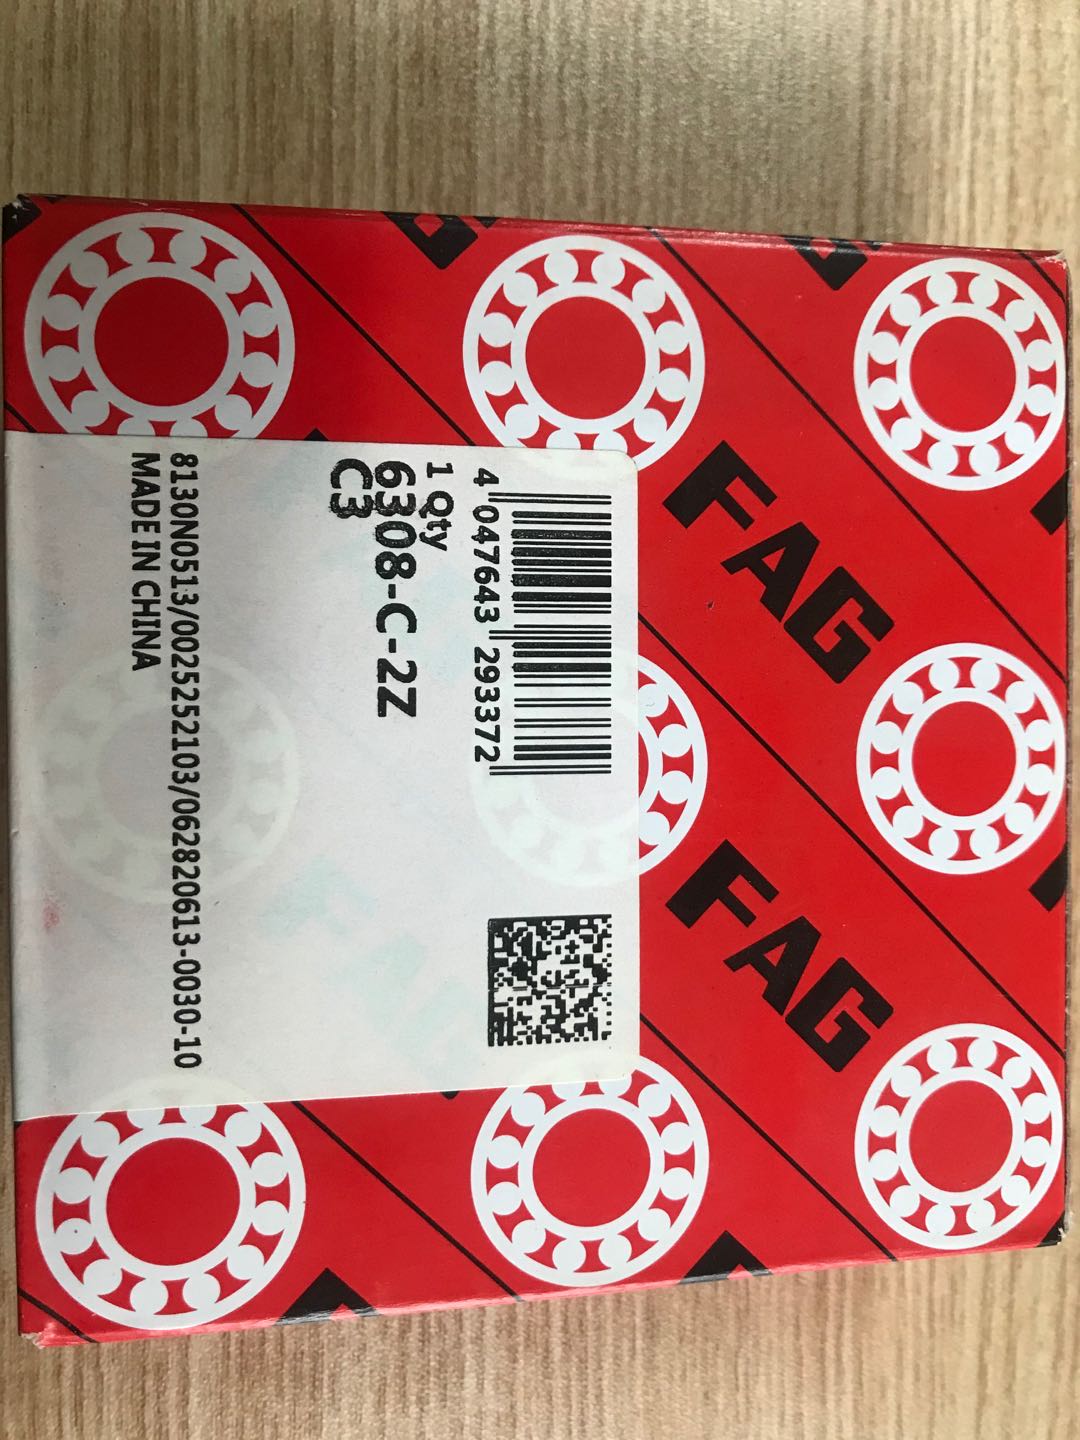 FAG
FAG
4 047643 293372
1 Qty
6308-C-2Z
C3
8130N0513/0025252103/062820613-0030-10
MADE IN CHINA